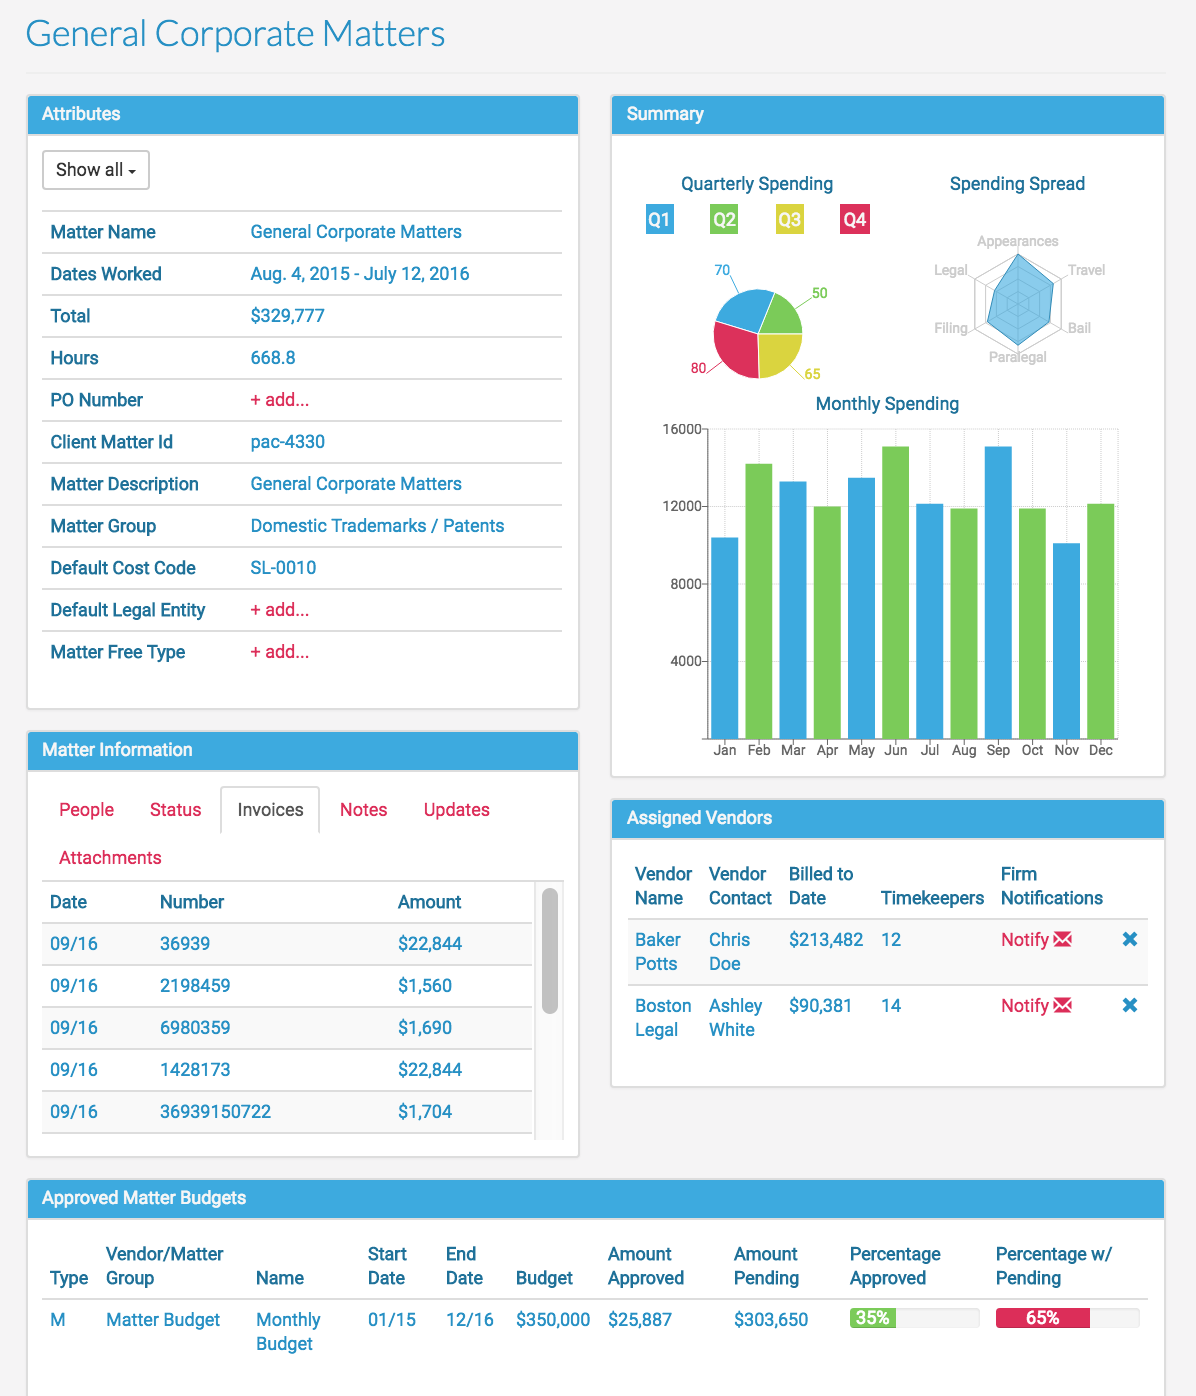 General Corporate Matters
Attributes
Show all
Matter Name General Corporate Matters
Dates Worked Aug. 4, 2015 - July 12, 2016
Total $329,777
Hours 668.8
PO Number + add...
Client Matter Id pac-4330
Matter Description General Corporate Matters
Matter Group Domestic Trademarks / Patents
Default Cost Code SL-0010
Default Legal Entity + add...
Matter Free Type + add...
Summary
Quarterly Spending
Q1 Q2 Q3 Q4
70
50
80
65
Spending Spread
Appearances
Legal Travel
Filing Bail
Paralegal
Monthly Spending
16000
12000
8000
4000
Jan Feb Mar Apr May Jun Jul Aug Sep Oct Nov Dec
Matter Information
People Status Invoices Notes Updates
Attachments
Date Number Amount
09/16 36939 $22,844
09/16 2198459 $1,560
09/16 6980359 $1,690
09/16 1428173 $22,844
09/16 36939150722 $1,704
Assigned Vendors
Vendor Vendor Billed to Firm
Name Contact Date Timekeepers Notifications
Baker Chris $213,482 12 Notify
Potts Doe
Boston Ashley $90,381 14 Notify
Legal White
Approved Matter Budgets
Vendor/Matter Start End Amount Amount Percentage Percentage w/
Type Group Name Date Date Budget Approved Pending Approved Pending
M Matter Budget Monthly 01/15 12/16 $350,000 $25,887 $303,650 35% 65%
Budget